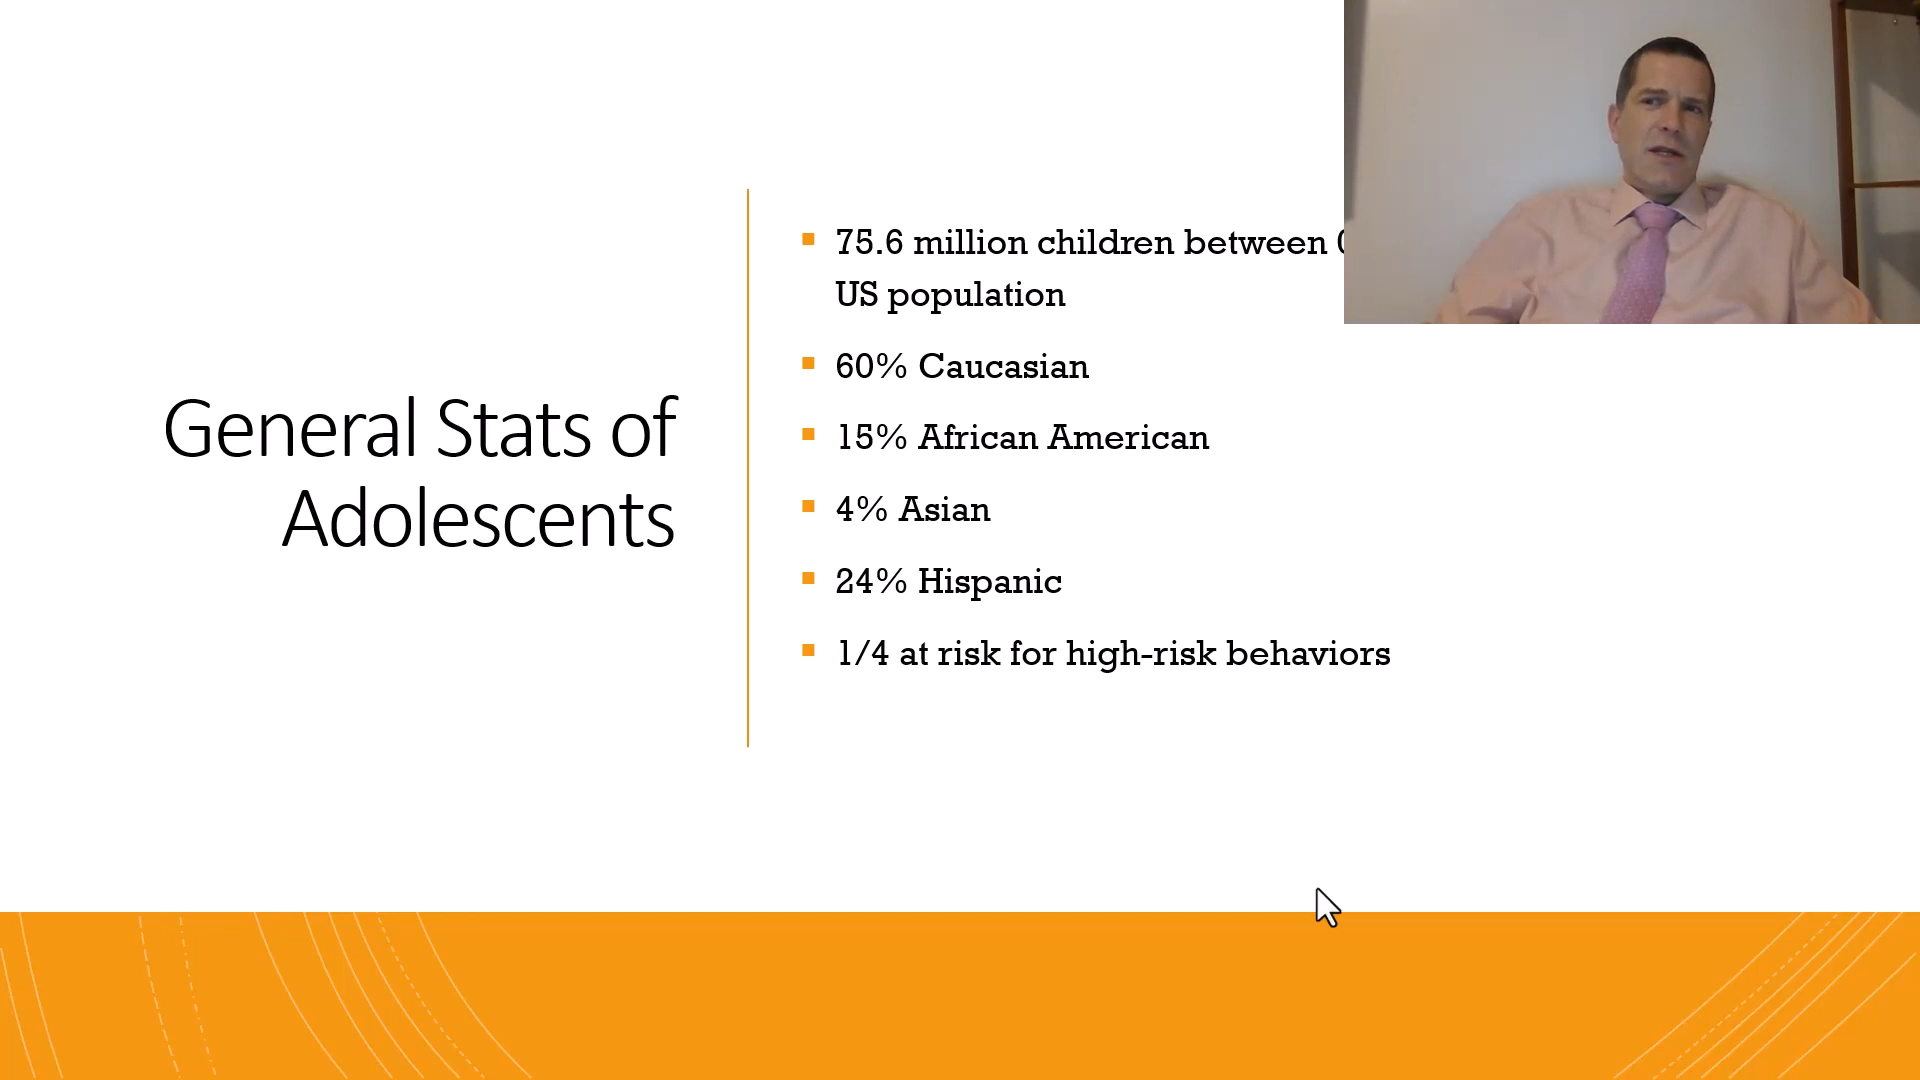 General Stats of
Adolescents
75.6 million children between
US population
60% Caucasian
15% African American
4% Asian
24% Hispanic
1/4 at risk for high-risk behaviors